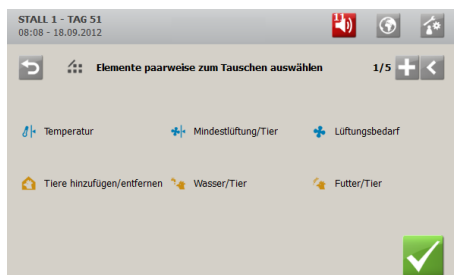 STALL 1 - TAG 51
08:08 - 18.09.2012
Elemente paarweise zum Tauschen auswählen 1/5
Temperatur Mindestlüftung/Tier Lüftungsbedarf
Tiere hinzufügen/entfernen Wasser/Tier Futter/Tier